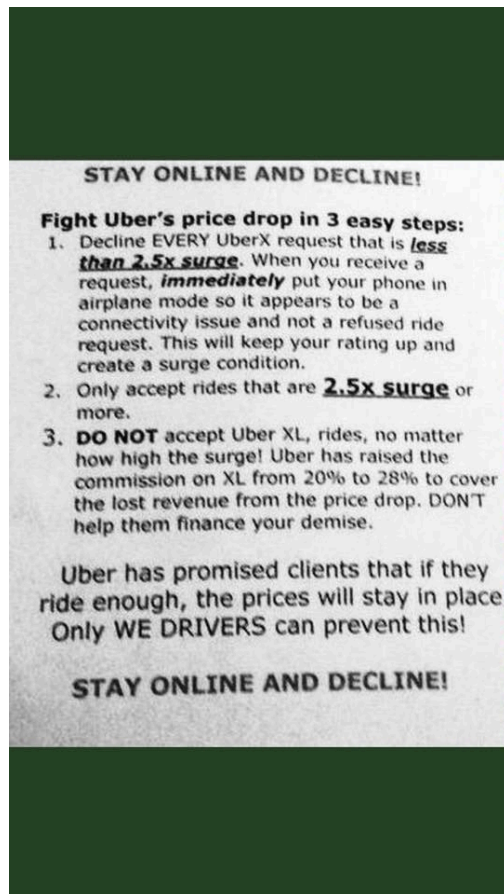 STAY ONLINE AND DECLINE!
Fight Uber's price drop in 3 easy steps:
1. Decline EVERY UberX request that is less
than 2.5x surge. When you receive a
request, immediately put your phone in
airplane mode so it appears to be a
connectivity issue and not a refused ride
request. This will keep your rating up and
create a surge condition.
2. Only accept rides that are 2.5x surge or
more.
3. DO NOT accept Uber XL, rides, no matter
how high the surge! Uber has raised the
commission on XL from 20% to 28% to cover
the lost revenue from the price drop. DON'T
help them finance your demise.
Uber has promised clients that if they
ride enough, the prices will stay in place
Only WE DRIVERS can prevent this!
STAY ONLINE AND DECLINE!